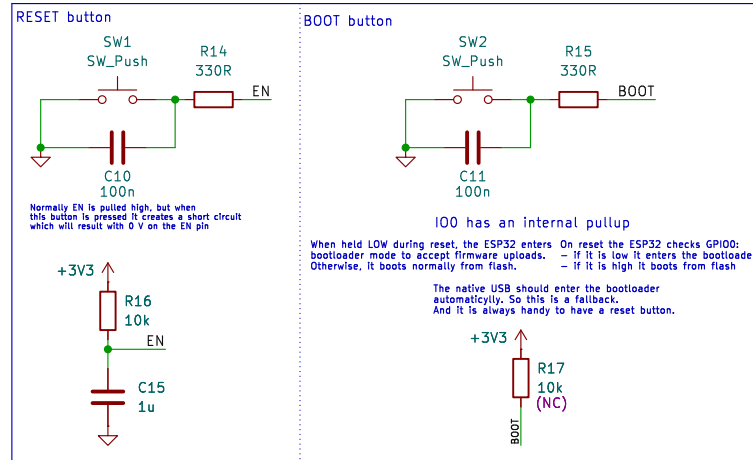 RESET button
SW1
SW_Push
R14
330R
EN
C10
100n
Normally EN is pulled high, but when
this button is pressed it creates a short circuit
which will result with 0 V on the EN pin
+3V3
R16
10k
EN
C15
1u
BOOT button
SW2
SW_Push
R15
330R
BOOT
C11
100n
IO0 has an internal pullup
When held LOW during reset, the ESP32 enters
bootloader mode to accept firmware uploads.
Otherwise, it boots normally from flash.
On reset the ESP32 checks GPIO0:
– if it is low it enters the bootloade
– if it is high it boots from flash
The native USB should enter the bootloader
automaticylly. So this is a fallback.
And it is always handy to have a reset button.
+3V3
R17
10k
(NC)
BOOT